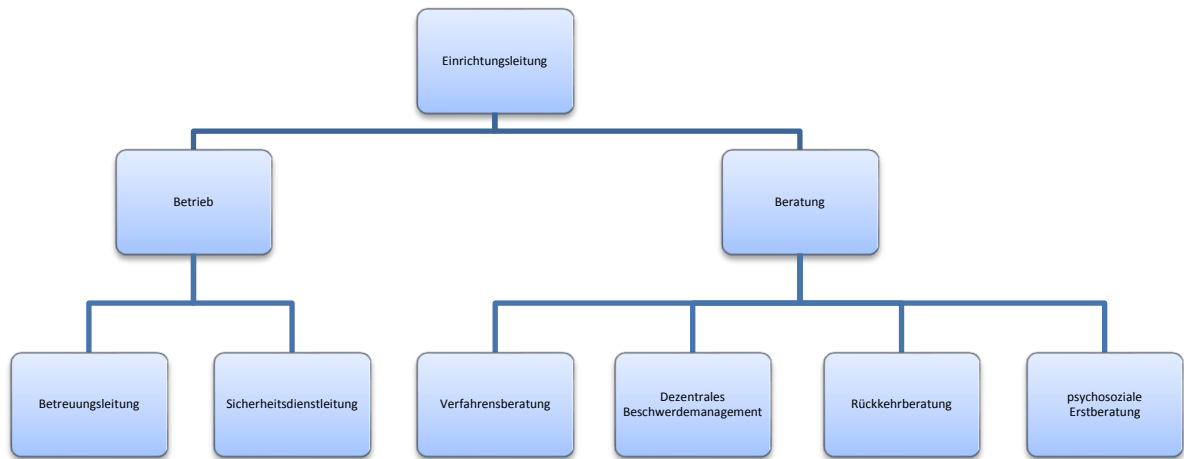 Einrichtungsleitung
Betrieb
Beratung
Betreuungsleitung
Sicherheitsdienstleitung
Verfahrensberatung
Dezentrales
Beschwerdemanagement
Rückkehrberatung
psychosoziale
Erstberatung